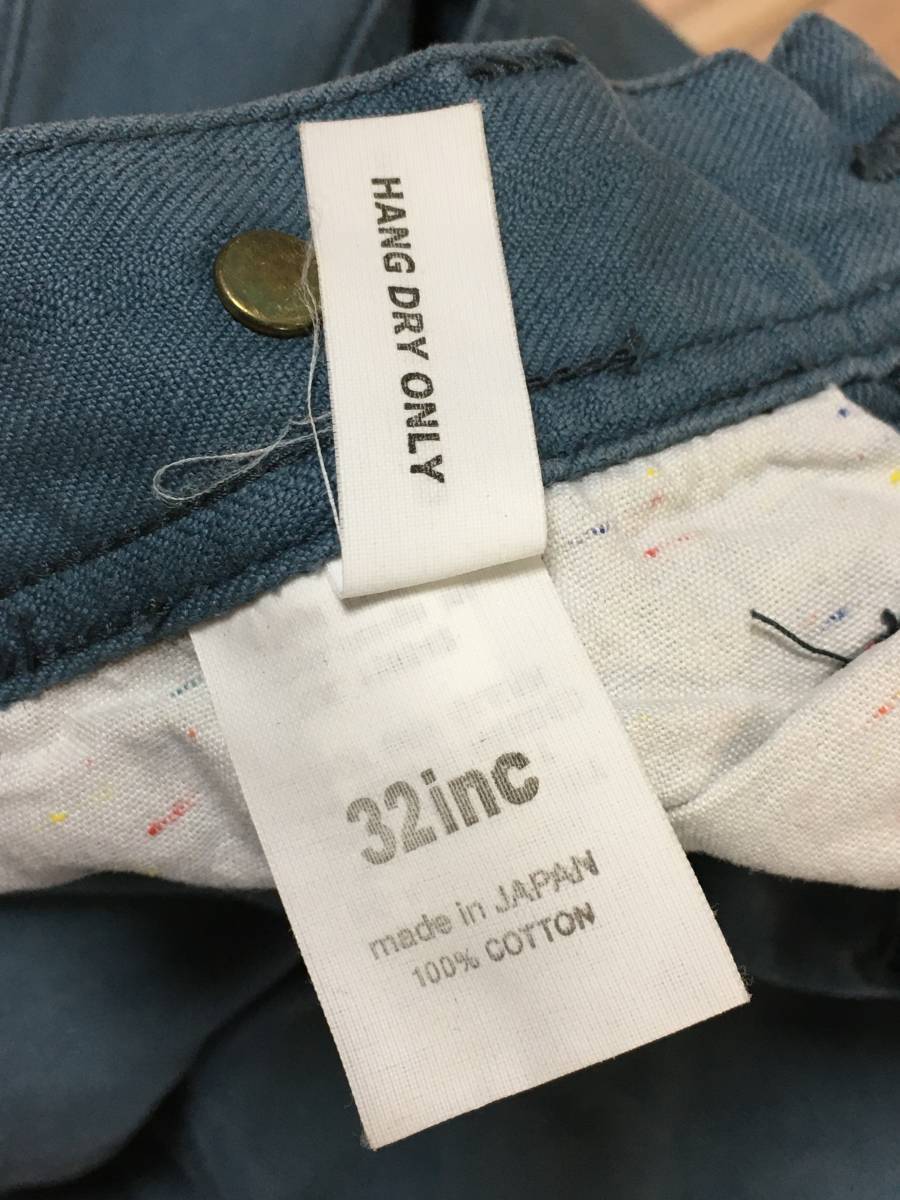 HANG DRY ONLY
32inc
made in JAPAN
100% COTTON